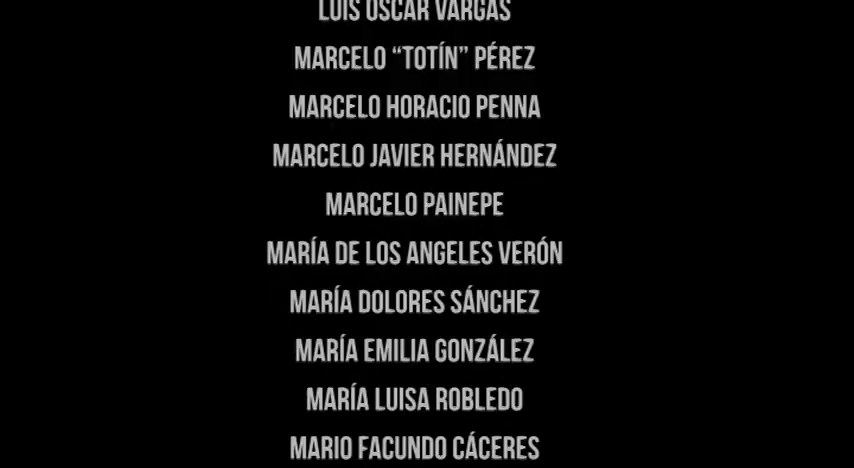 LUIS OSCAR VARGAS
MARCELO “TOTÍN” PÉREZ
MARCELO HORACIO PENNA
MARCELO JAVIER HERNÁNDEZ
MARCELO PAINEPE
MARÍA DE LOS ANGELES VERÓN
MARÍA DOLORES SÁNCHEZ
MARÍA EMILIA GONZÁLEZ
MARÍA LUISA ROBLEDO
MARIO FACUNDO CÁCERES